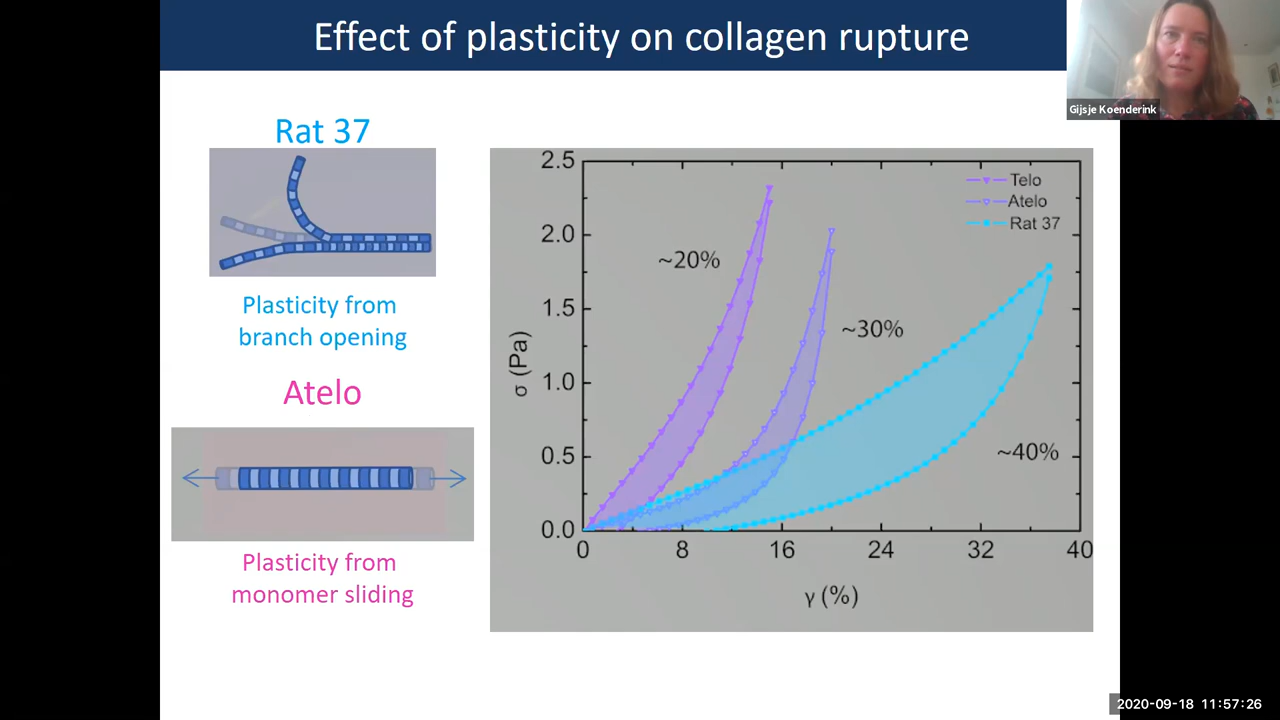 Effect of plasticity on collagen rupture
Gijsje Koenderink
Rat 37
Plasticity from
branch opening
Atelo
Plasticity from
monomer sliding
2.5
2.0
1.5
1.0
0.5
0.0
σ (Pa)
0 8 16 24 32 40
γ (%)
Telo
Atelo
Rat 37
~20%
~30%
~40%
2020-09-18 11:57:26